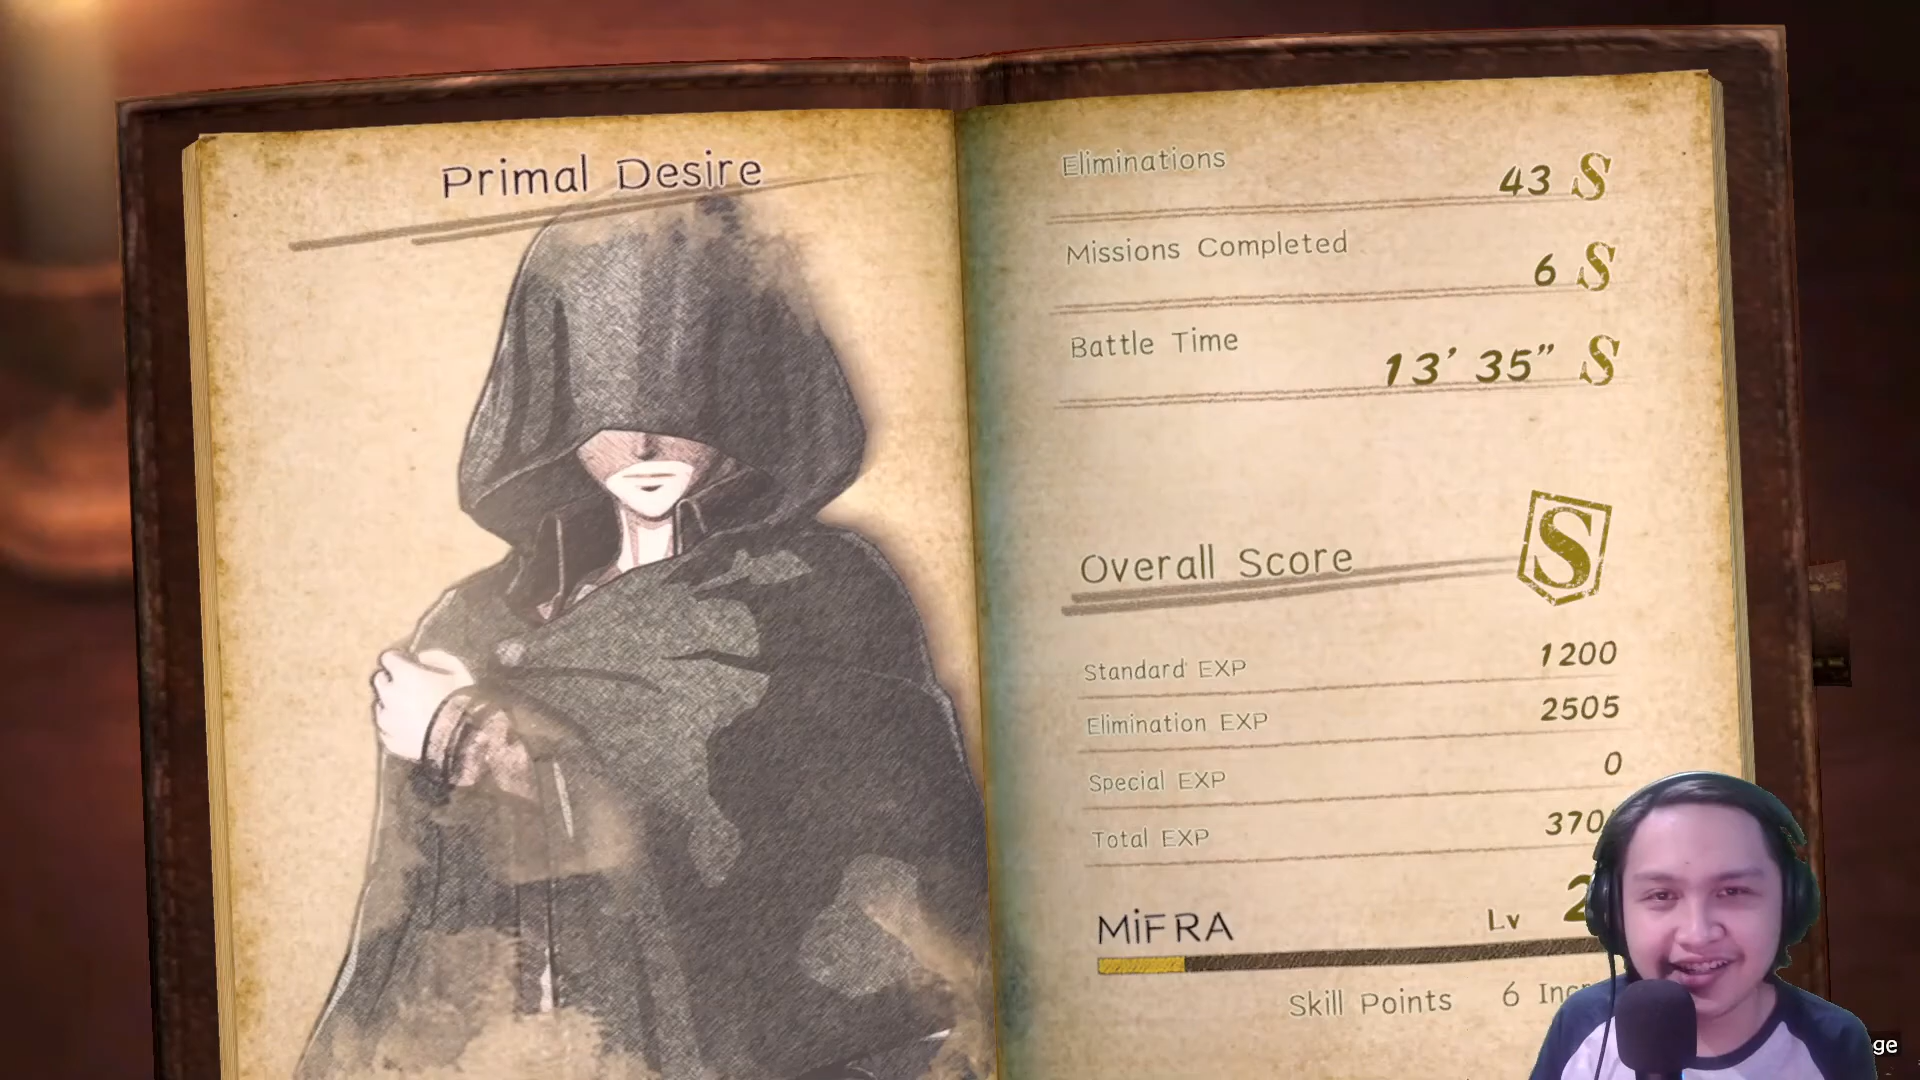 Primal Desire
Eliminations
43 S
Missions Completed
6 S
Battle Time
13' 35" S
Overall Score S
Standard EXP 1200
Elimination EXP 2505
Special EXP 0
Total EXP
MiFRA Lv
Skill Points 6